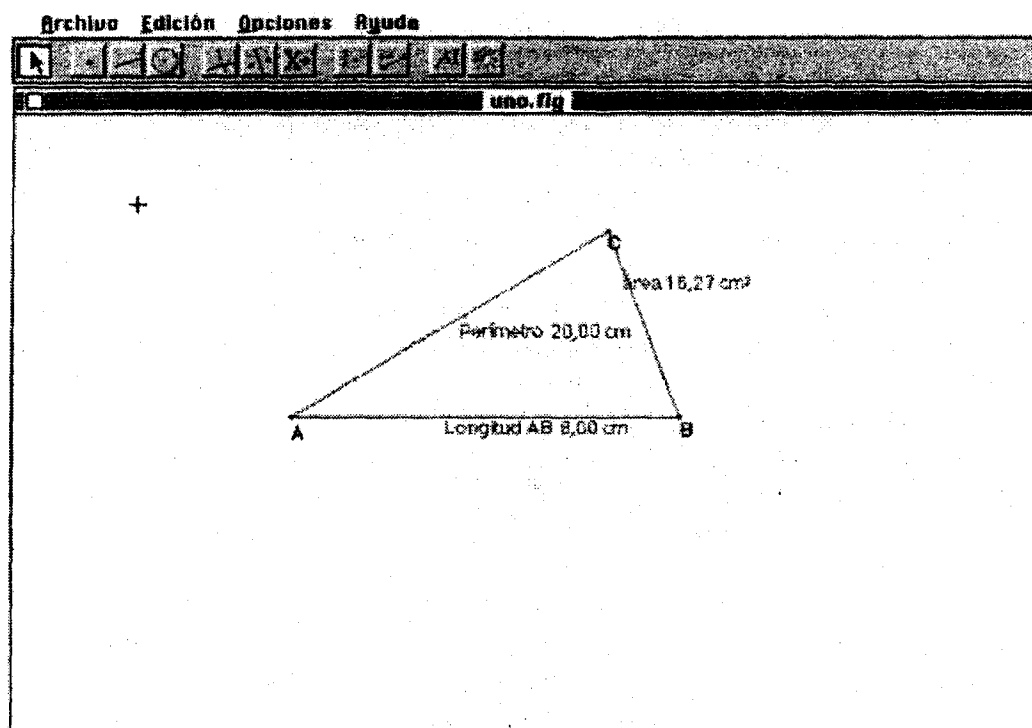 Archivo Edición Opciones Ayuda
uno.fig
C
área 16,27 cm²
Perímetro 20,00 cm
A
Longitud AB 8,00 cm
B